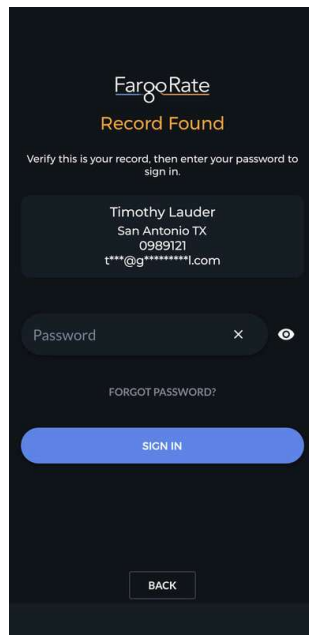 FargoRate
Record Found
Verify this is your record, then enter your password to
sign in.
Timothy Lauder
San Antonio TX
0989121
t***@g*********l.com
Password
FORGOT PASSWORD?
SIGN IN
BACK